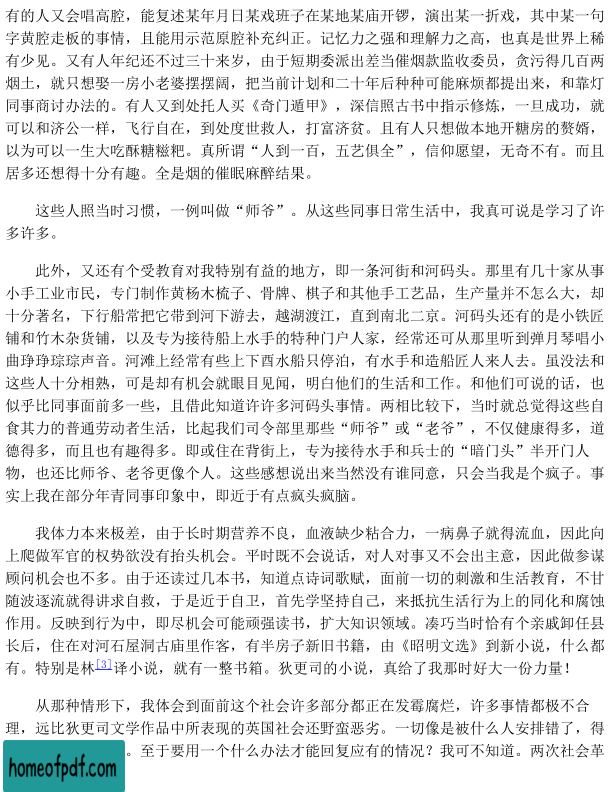 有的人又会唱高腔，能复述某年月日某戏班子在某地某庙开锣，演出某一折戏，其中某一句
字黄腔走板的事情，且能用示范原腔补充纠正。记忆力之强和理解力之高，也真是世界上稀
有少见。又有人年纪还不过三十来岁，由于短期委派出差当催烟款监收委员，贪污得几百两
烟土，就只想娶一房小老婆摆摆阔，把当前计划和二十年后种种可能麻烦都提出来，和靠灯
同事商讨办法的。有人又到处托人买《奇门遁甲》，深信照古书中指示修炼，一旦成功，就
可以和济公一样，飞行自在，到处度世救人，打富济贫。且有人只想做本地开糖房的赘婿，
以为可以一生大吃酥糖糍粑。真所谓“人到一百，五艺俱全”，信仰愿望，无奇不有。而且
居多还想得十分有趣。全是烟的催眠麻醉结果。
这些人照当时习惯，一例叫做“师爷”。从这些同事日常生活中，我真可说是学习了许
多许多。
此外，又还有个受教育对我特别有益的地方，即一条河街和河码头。那里有几十家从事
小手工业市民，专门制作黄杨木梳子、骨牌、棋子和其他手工艺品，生产量并不怎么大，却
十分著名，下行船常把它带到河下游去，越湖渡江，直到南北二京。河码头还有的是小铁匠
铺和竹木杂货铺，以及专为接待船上水手的特种门户人家，经常还可从那里听到弹月琴唱小
曲琤琤琮琮声音。河滩上经常有些上下酉水船只停泊，有水手和造船匠人来人去。虽没法和
这些人十分相熟，可是却有机会就眼目见闻，明白他们的生活和工作。和他们可说的话，也
似乎比同事面前多一些，且借此知道许许多河码头事情。两相比较下，当时就总觉得这些自
食其力的普通劳动者生活，比起我们司令部里那些“师爷”或“老爷”，不仅健康得多，道
德得多，而且也有趣得多。即或住在背街上，专为接待水手和兵士的“暗门头”半开门人
物，也还比师爷、老爷更像个人。这些感想说出来当然没有谁同意，只会当我是个疯子。事
实上我在部分年青同事印象中，即近于有点疯头疯脑。
我体力本来极差，由于长时期营养不良，血液缺少粘合力，一病鼻子就得流血，因此向
上爬做军官的权势欲没有抬头机会。平时既不会说话，对人对事又不会出主意，因此做参谋
顾问机会也不多。由于还读过几本书，知道点诗词歌赋，面前一切的刺激和生活教育，不甘
随波逐流就得讲求自救，于是近于自卫，首先学坚持自己，来抵抗生活行为上的同化和腐蚀
作用。反映到行为中，即尽机会可能顽强读书，扩大知识领域。凑巧当时恰有个亲戚卸任县
长后，住在对河石屋洞古庙里作客，有半房子新旧书籍，由《昭明文选》到新小说，什么都
有。特别是林[3]译小说，就有一整书箱。狄更司的小说，真给了我那时好大一份力量！
从那种情形下，我体会到面前这个社会许多部分都正在发霉腐烂，许多事情都极不合
理，远比狄更司文学作品中所表现的英国社会还野蛮恶劣。一切像是被什么人安排错了，得
。至于要用一个什么办法才能回复应有的情况？我可不知道。两次社会革
homeofpdf.com